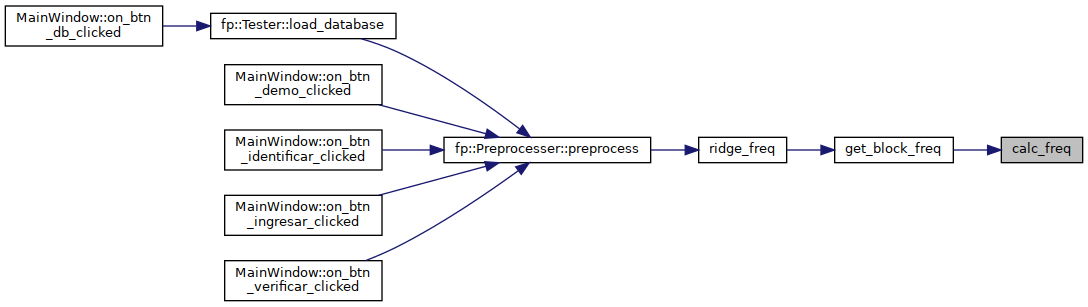 MainWindow::on_btn
_db_clicked
fp::Tester::load_database
MainWindow::on_btn
_demo_clicked
MainWindow::on_btn
_identificar_clicked
fp::Preprocesser::preprocess
ridge_freq
get_block_freq
calc_freq
MainWindow::on_btn
_ingresar_clicked
MainWindow::on_btn
_verificar_clicked